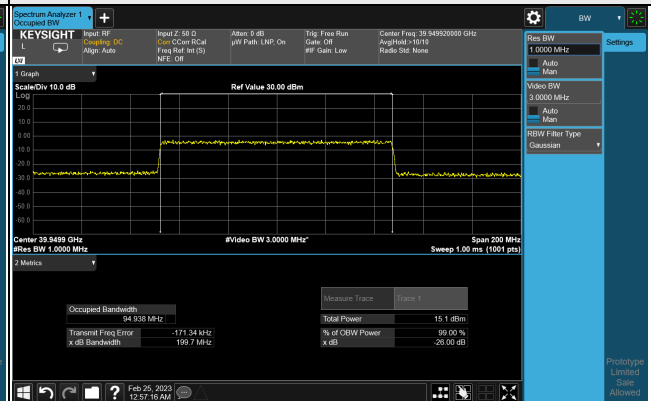 Spectrum Analyzer 1
Occupied BW
+
BW
KEYSIGHT
L
LXI
Input: RF
Coupling: DC
Align: Auto
Input Z: 50 Ω
Corr CCorr RCal
Freq Ref: Int (S)
NFE: Off
Atten: 0 dB
µW Path: LNP, On
Trig: Free Run
Gate: Off
#IF Gain: Low
Center Freq: 39.949920000 GHz
Avg|Hold:>10/10
Radio Std: None
Res BW
1.0000 MHz
Auto
Man
Settings
Video BW
3.0000 MHz
Auto
Man
RBW Filter Type
Gaussian
1 Graph
Scale/Div 10.0 dB
Ref Value 30.00 dBm
Log
20.0
10.0
0.00
-10.0
-20.0
-30.0
-40.0
-50.0
-60.0
Center 39.9499 GHz
#Video BW 3.0000 MHz*
Span 200 MHz
#Res BW 1.0000 MHz
Sweep 1.00 ms (1001 pts)
2 Metrics
Measure Trace
Trace 1
Occupied Bandwidth
94.938 MHz
Total Power
15.1 dBm
Transmit Freq Error
-171.34 kHz
% of OBW Power
99.00 %
x dB Bandwidth
199.7 MHz
x dB
-26.00 dB
Prototype
Limited
Sale
Allowed
?
Feb 25, 2023
12:57:16 AM